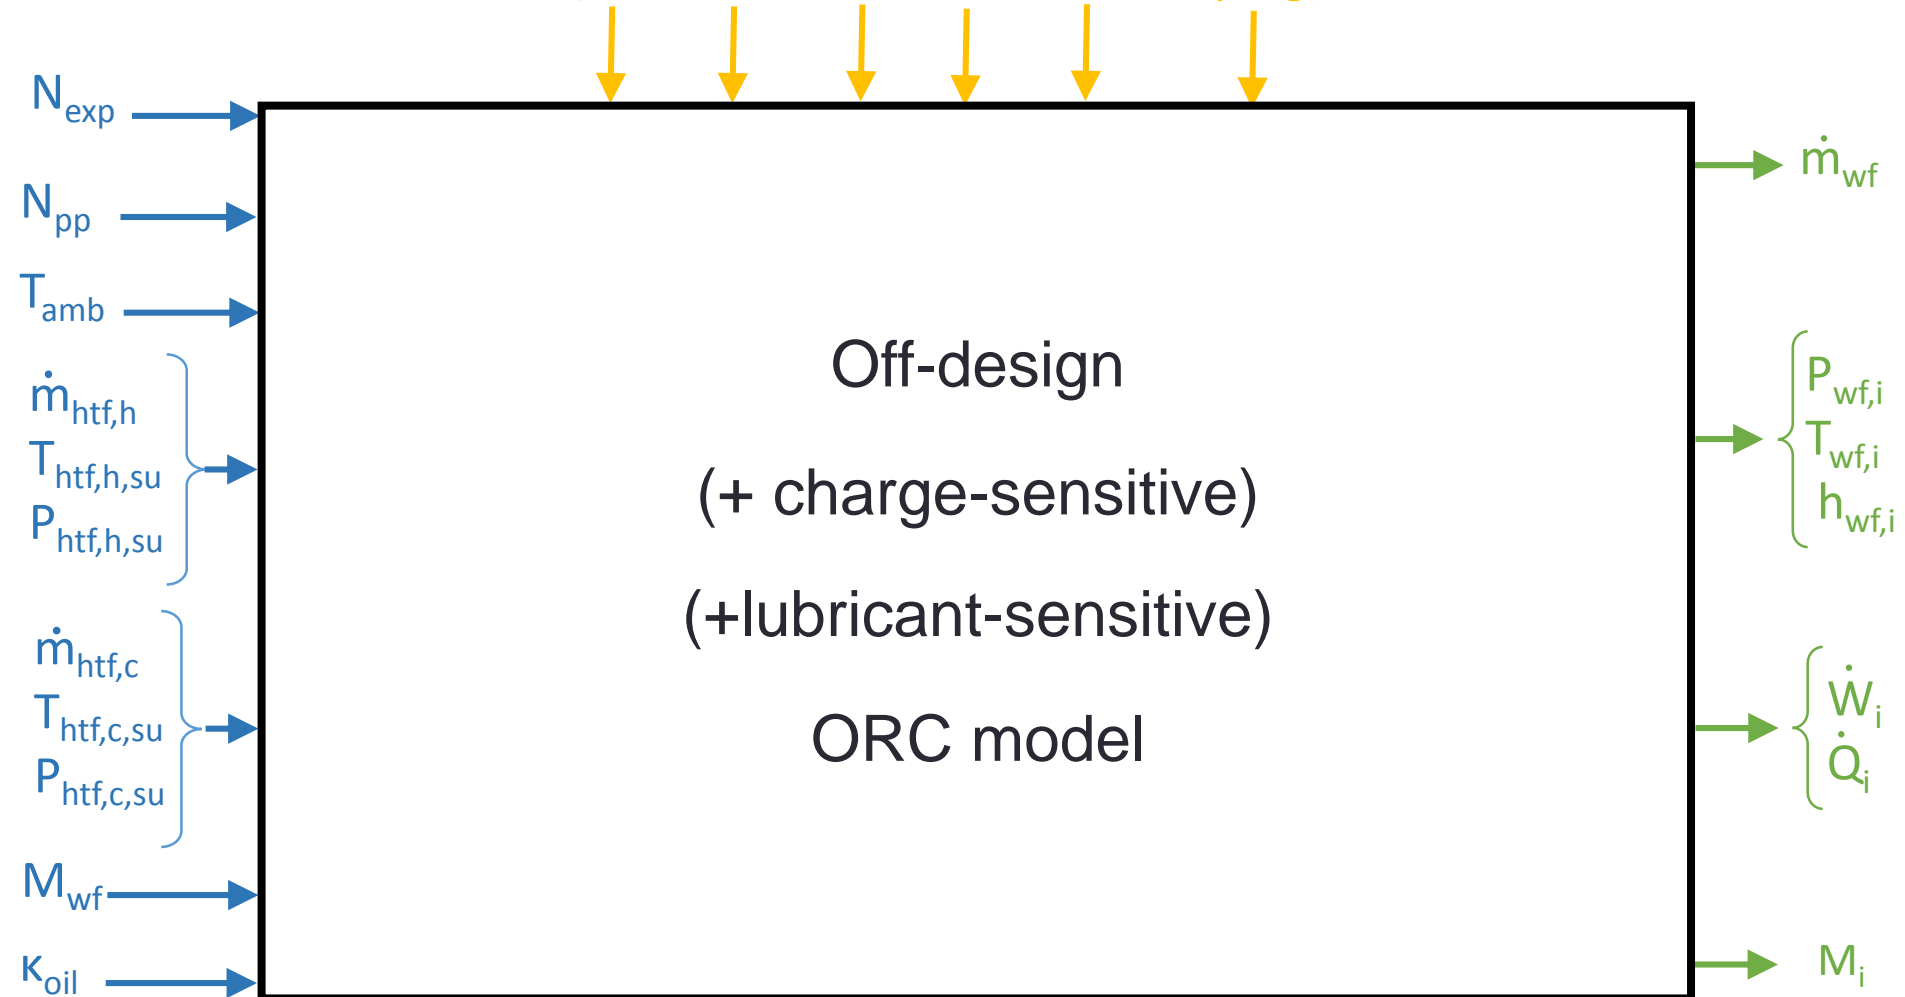 N_exp
N_pp
T_amb
ṁ_htf,h
T_htf,h,su
P_htf,h,su
ṁ_htf,c
T_htf,c,su
P_htf,c,su
M_wf
κ_oil
Off-design
(+ charge-sensitive)
(+lubricant-sensitive)
ORC model
ṁ_wf
P_wf,i
T_wf,i
h_wf,i
Ẇ_i
Q̇_i
M_i